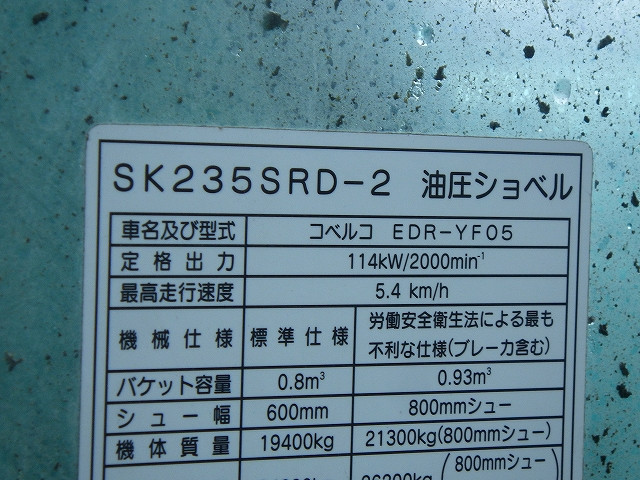 SK235SRD-2 油圧ショベル
車名及び型式 コベルコ EDR-YF05
定格出力 114kW/2000min⁻¹
最高走行速度 5.4 km/h
機械仕様 標準仕様 労働安全衛生法による最も
不利な仕様(ブレーカ含む)
バケット容量 0.8m³ 0.93m³
シュー幅 600mm 800mmシュー
機体質量 19400kg 21300kg(800mmシュー)
(800mmシュー